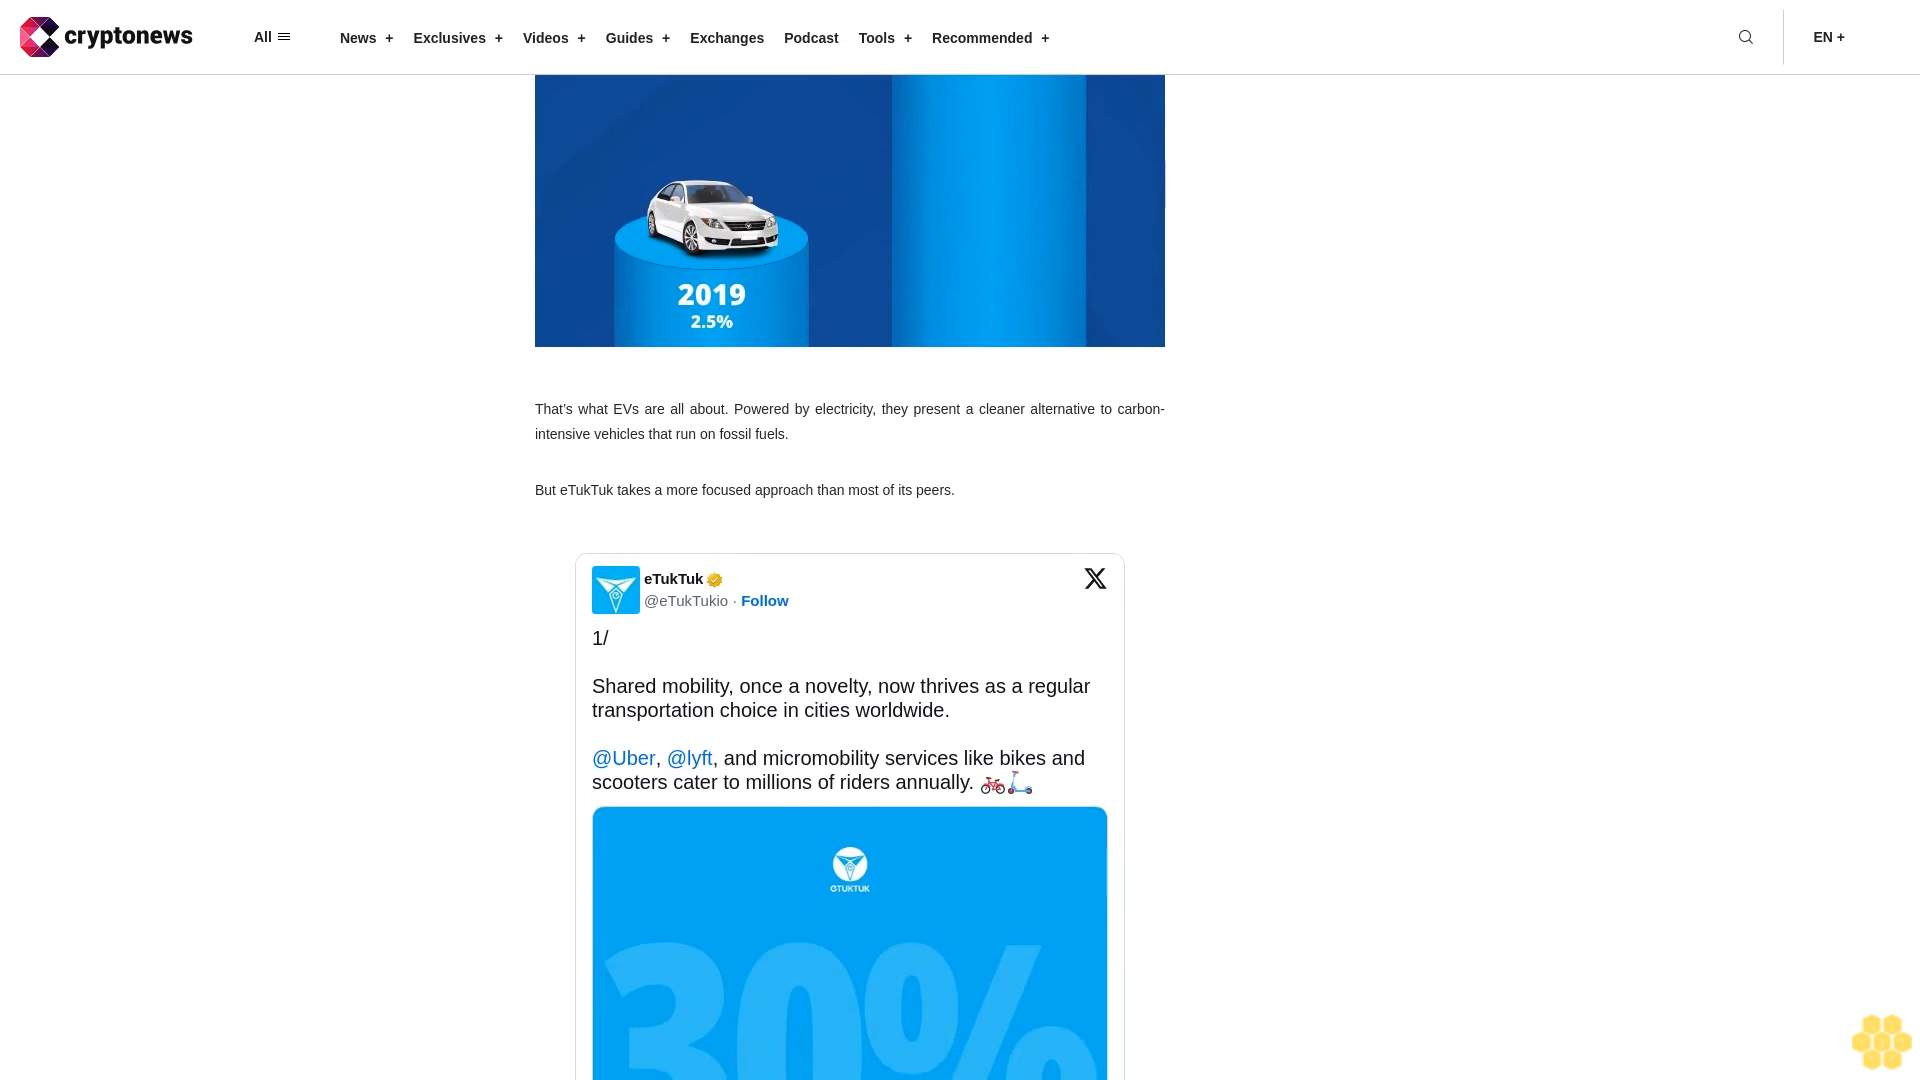 cryptonews All News + Exclusives + Videos + Guides + Exchanges Podcast Tools + Recommended + EN +
2019
2.5%
That’s what EVs are all about. Powered by electricity, they present a cleaner alternative to carbon-
intensive vehicles that run on fossil fuels.
But eTukTuk takes a more focused approach than most of its peers.
eTukTuk
@eTukTukio · Follow
1/
Shared mobility, once a novelty, now thrives as a regular
transportation choice in cities worldwide.
@Uber, @lyft, and micromobility services like bikes and
scooters cater to millions of riders annually. 🚲🛴
ETUKTUK
30%